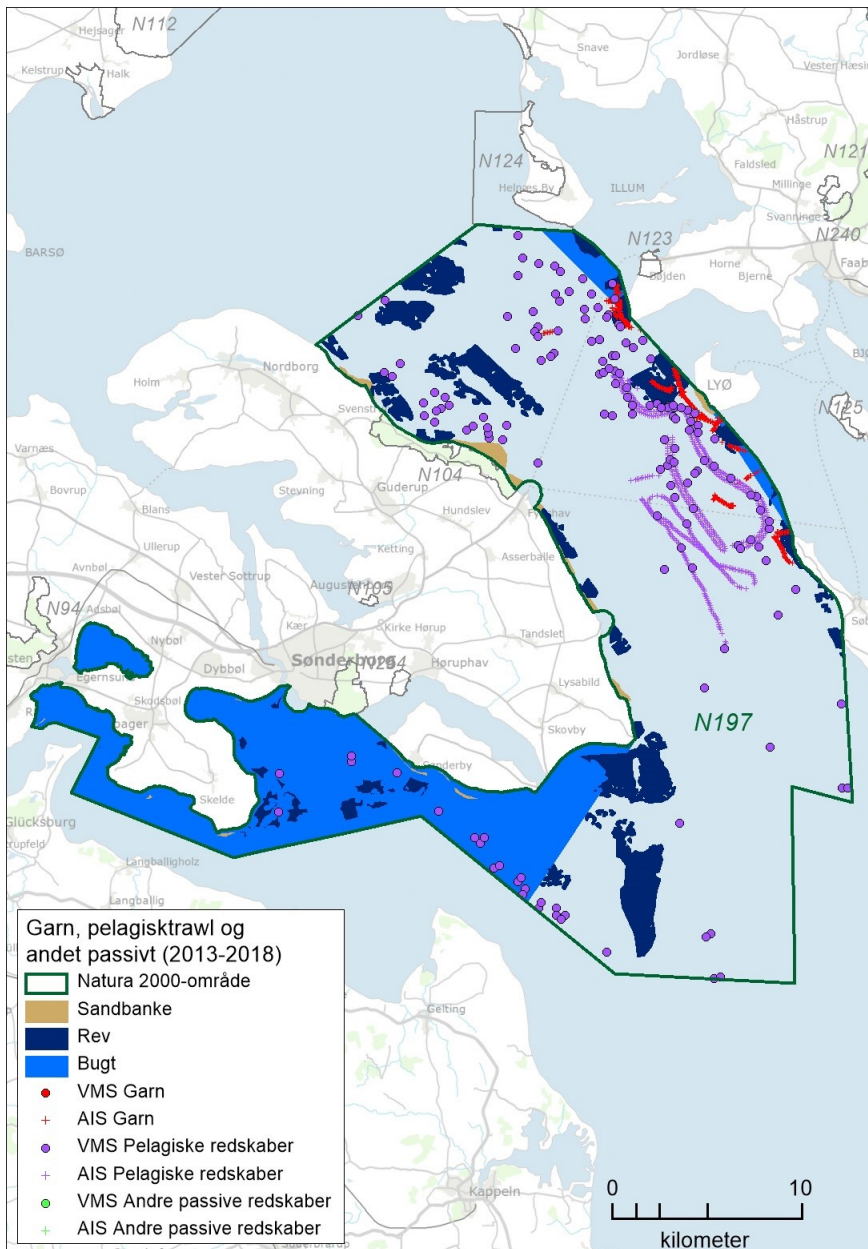 N112
Hejsager
Kelstrup
Halk
Snave
Jordløse
Vester Hæsin
Håstrup
N121
N124
Faldsled
Millinge
Helnæs By
ILLUM
Svanninge
N240
N123
BARSØ
Horne
Bøjden
Bjerne
Faab
Nordborg
LYØ
Holm
N125
Svenstr
Varnæs
N104
Stevning
Guderup
Bovrup
Blans
Hundslev
Fynshav
Ullerup
Ketting
Asserballe
Avnbøl
Vester Sottrup
Augustenborg
N94
Adsbøl
N195
Kær
Kirke Hørup
Tandslet
Nybøl
Søb
Egernsund
Dybbøl
Sønderborg
Høruphav
Skodsbøl
Lysabild
N197
Skovby
Sønderby
Skelde
Glücksburg
Langballigholz
Langballig
Garn, pelagisktrawl og
andet passivt (2013-2018)
Natura 2000-område
Sandbanke
Rev
Bugt
VMS Garn
AIS Garn
VMS Pelagiske redskaber
AIS Pelagiske redskaber
VMS Andre passive redskaber
AIS Andre passive redskaber
Gelting
Kappeln
0 10
kilometer